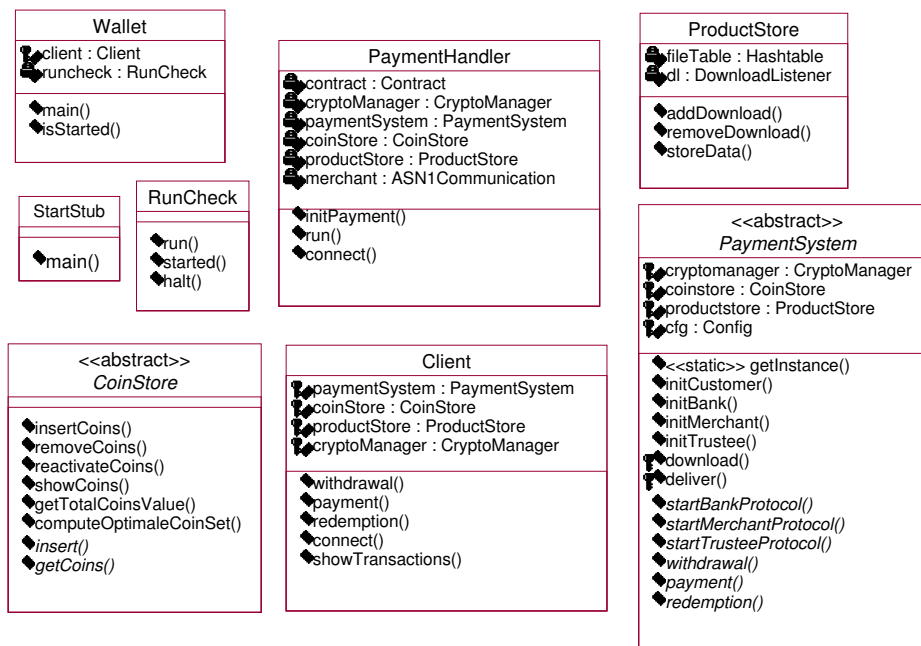 Wallet
client : Client
runcheck : RunCheck
main()
isStarted()
PaymentHandler
contract : Contract
cryptoManager : CryptoManager
paymentSystem : PaymentSystem
coinStore : CoinStore
productStore : ProductStore
merchant : ASN1Communication
initPayment()
run()
connect()
ProductStore
fileTable : Hashtable
dl : DownloadListener
addDownload()
removeDownload()
storeData()
StartStub
main()
RunCheck
run()
started()
halt()
<<abstract>>
PaymentSystem
cryptomanager : CryptoManager
coinstore : CoinStore
productstore : ProductStore
cfg : Config
<<static>> getInstance()
initCustomer()
initBank()
initMerchant()
initTrustee()
download()
deliver()
startBankProtocol()
startMerchantProtocol()
startTrusteeProtocol()
withdrawal()
payment()
redemption()
<<abstract>>
CoinStore
insertCoins()
removeCoins()
reactivateCoins()
showCoins()
getTotalCoinsValue()
computeOptimaleCoinSet()
insert()
getCoins()
Client
paymentSystem : PaymentSystem
coinStore : CoinStore
productStore : ProductStore
cryptoManager : CryptoManager
withdrawal()
payment()
redemption()
connect()
showTransactions()